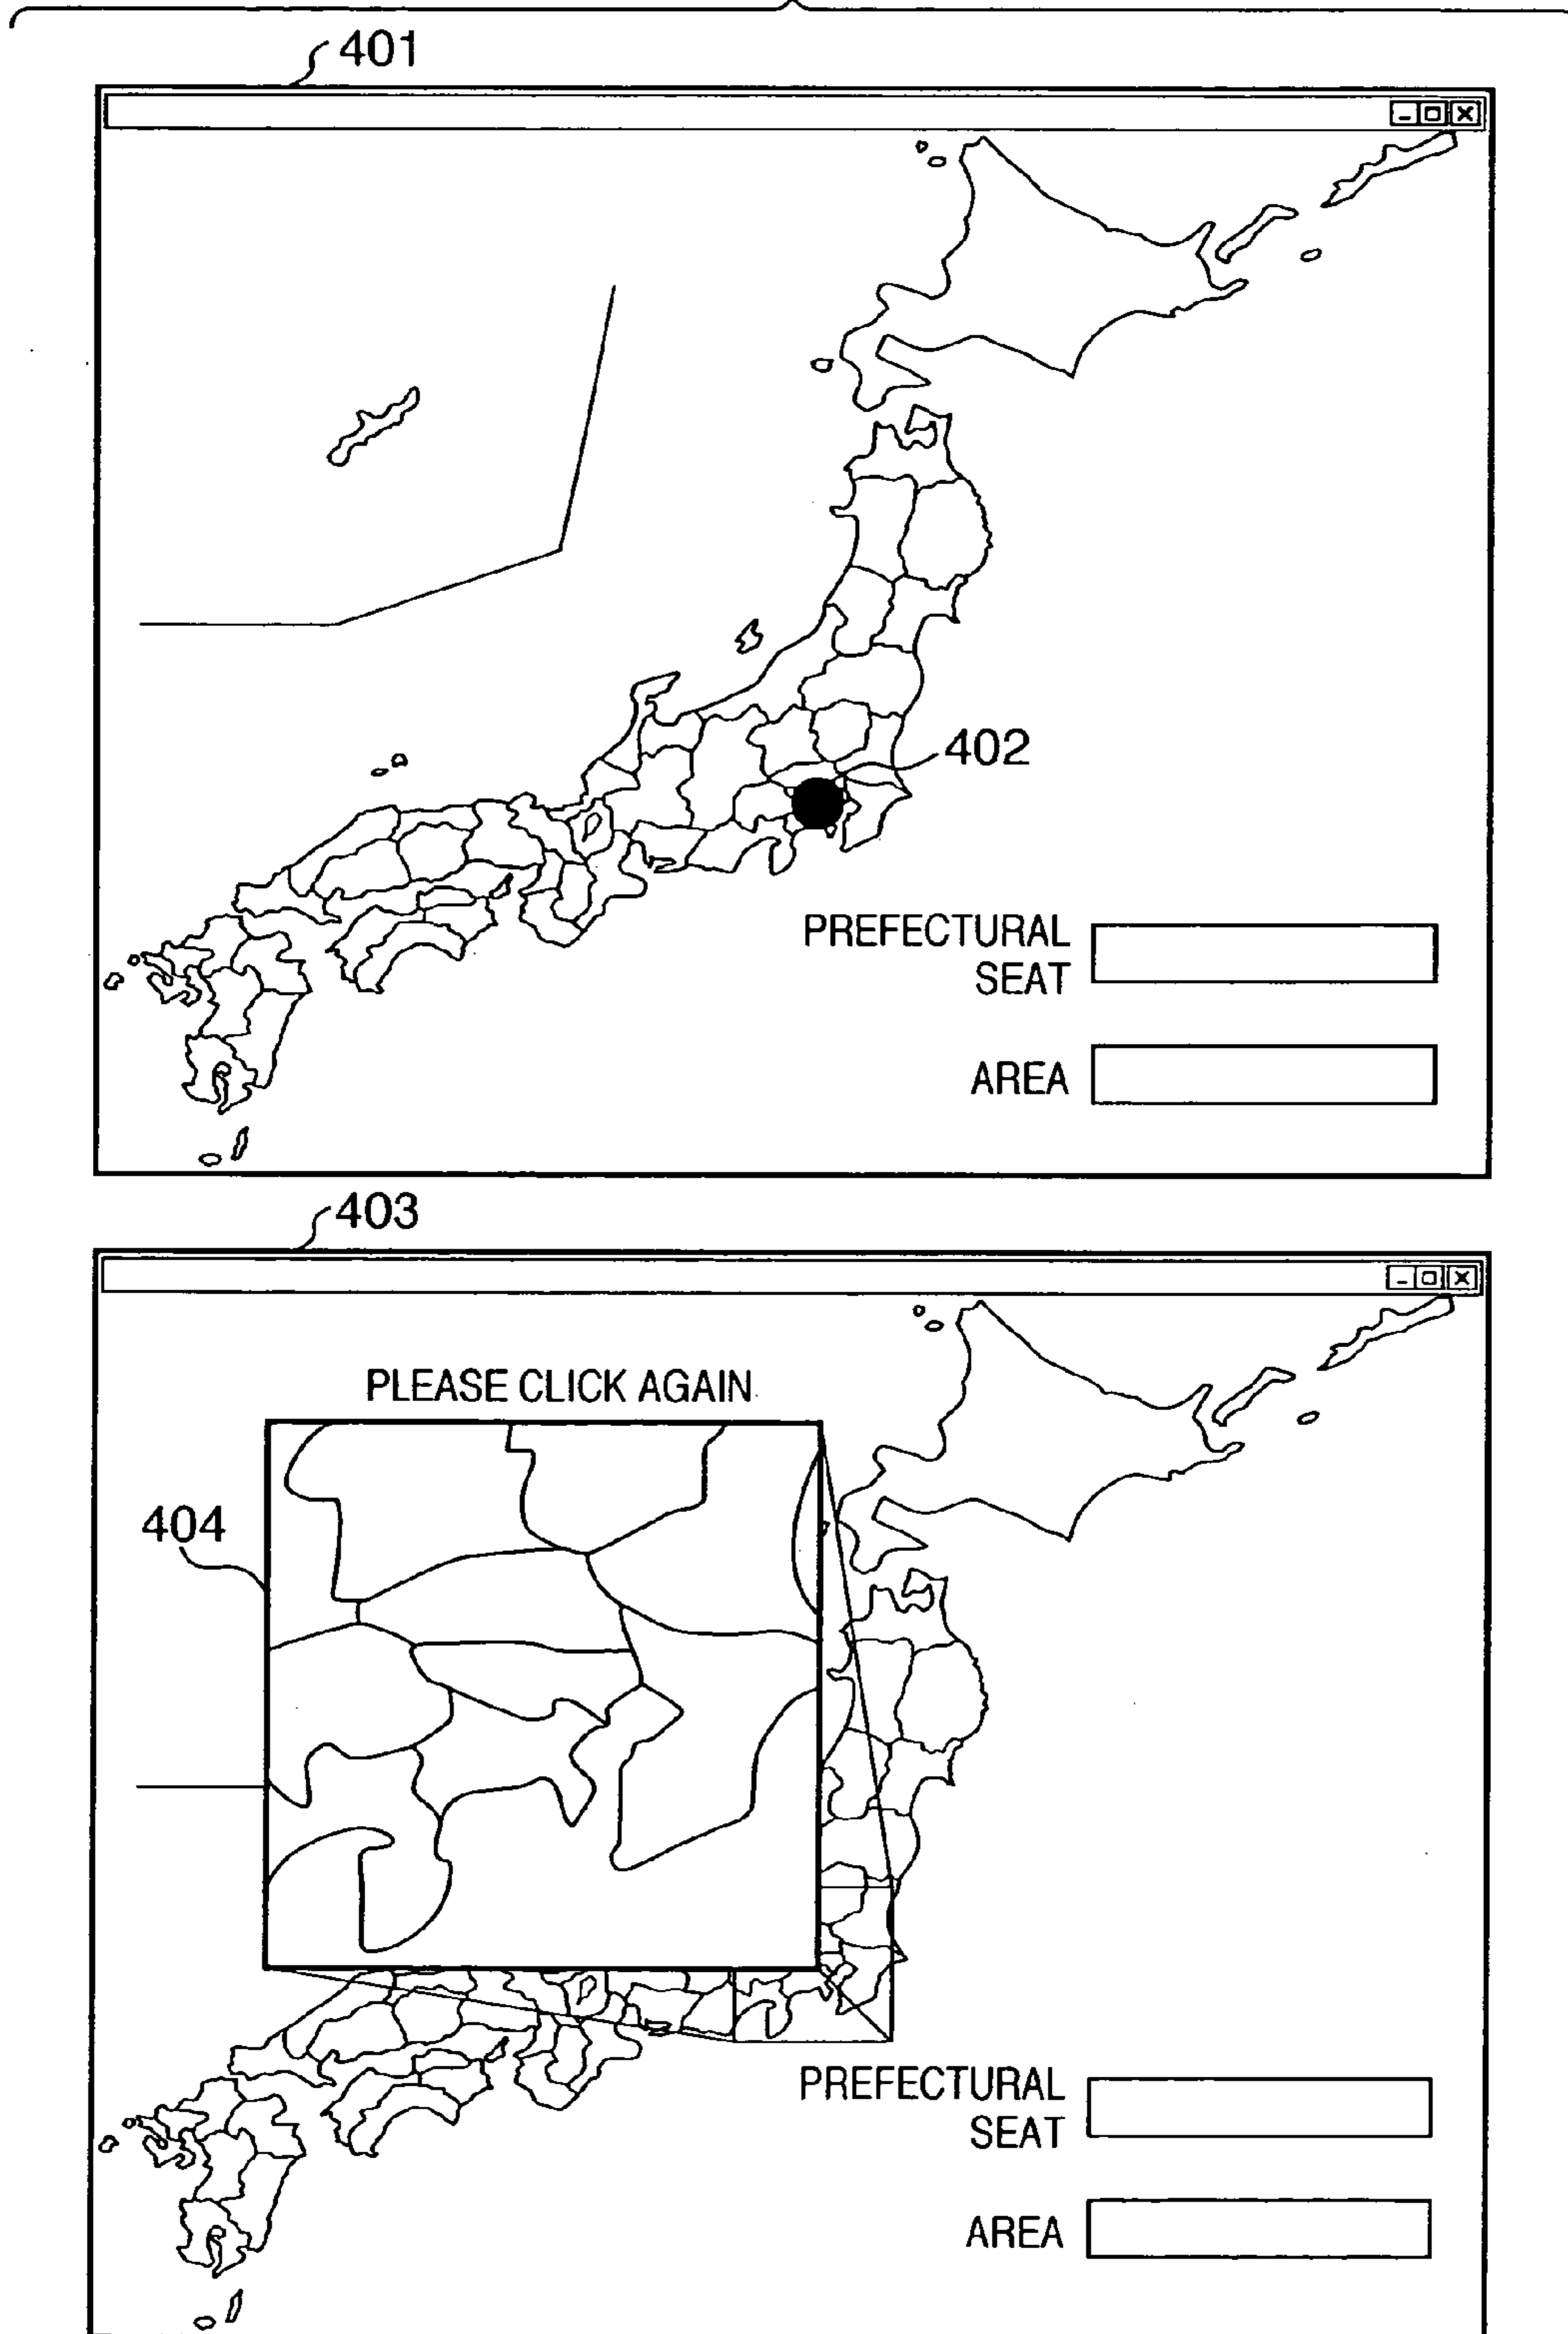 401
402
PREFECTURAL
SEAT
AREA
403
PLEASE CLICK AGAIN
404
PREFECTURAL
SEAT
AREA